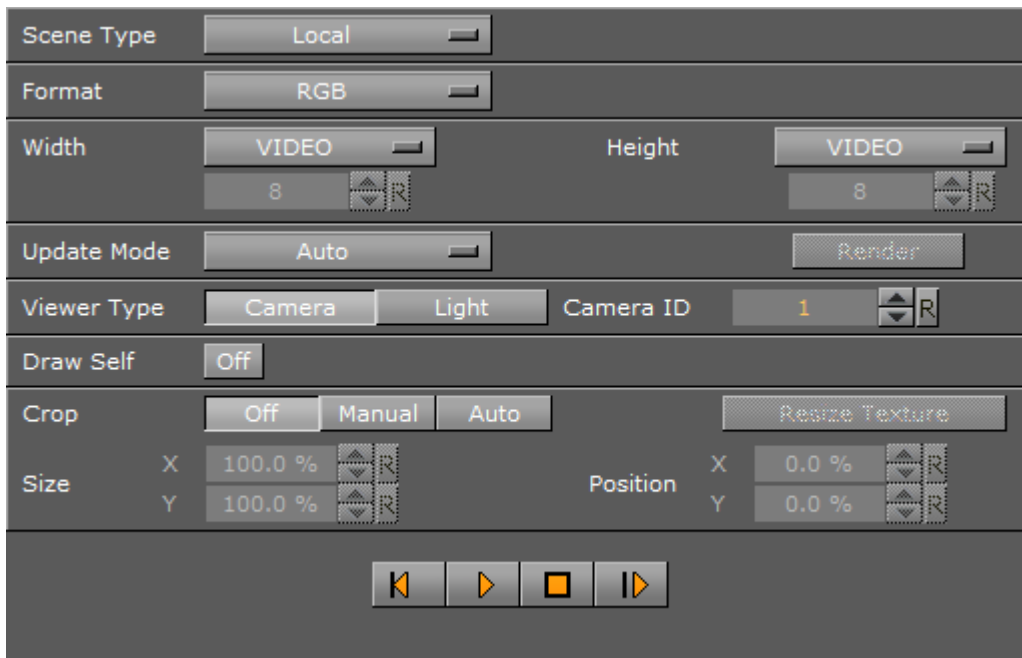 Scene Type Local
Format RGB
Width VIDEO Height VIDEO
8 R 8 R
Update Mode Auto Render
Viewer Type Camera Light Camera ID 1 R
Draw Self Off
Crop Off Manual Auto Resize Texture
Size X 100.0 % R Position X 0.0 % R
Y 100.0 % R Y 0.0 % R